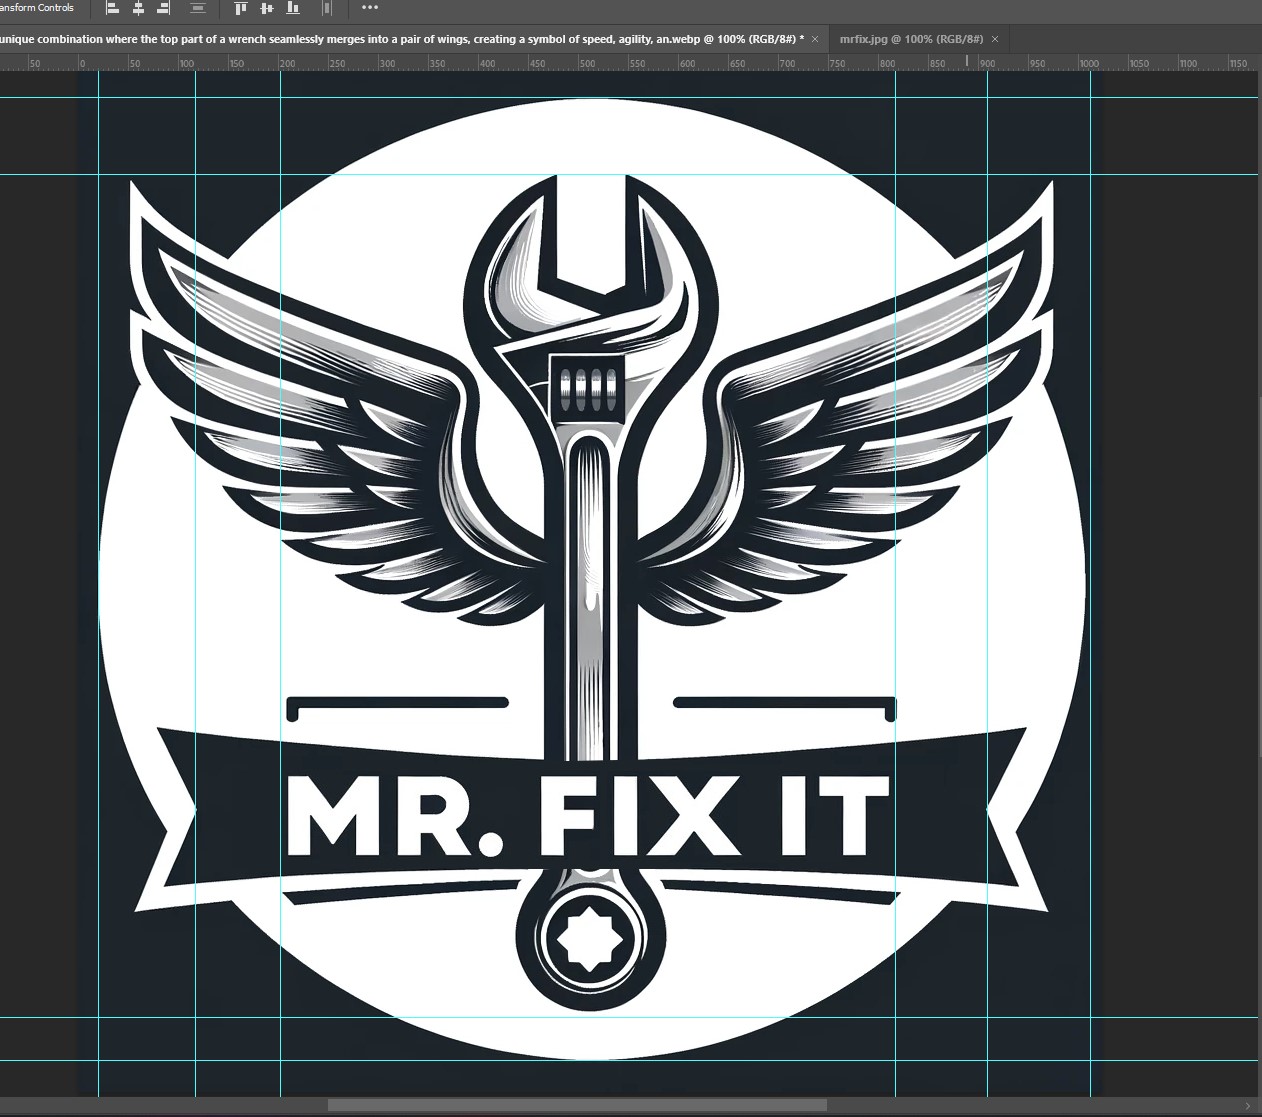 ansform Controls
unique combination where the top part of a wrench seamlessly merges into a pair of wings, creating a symbol of speed, agility, an.webp @ 100% (RGB/8#) * × mrfix.jpg @ 100% (RGB/8#) ×
50 0 50 100 150 200 250 300 350 400 450 500 550 600 650 700 750 800 850 900 950 1000 1050 1100 1150
MR. FIX IT